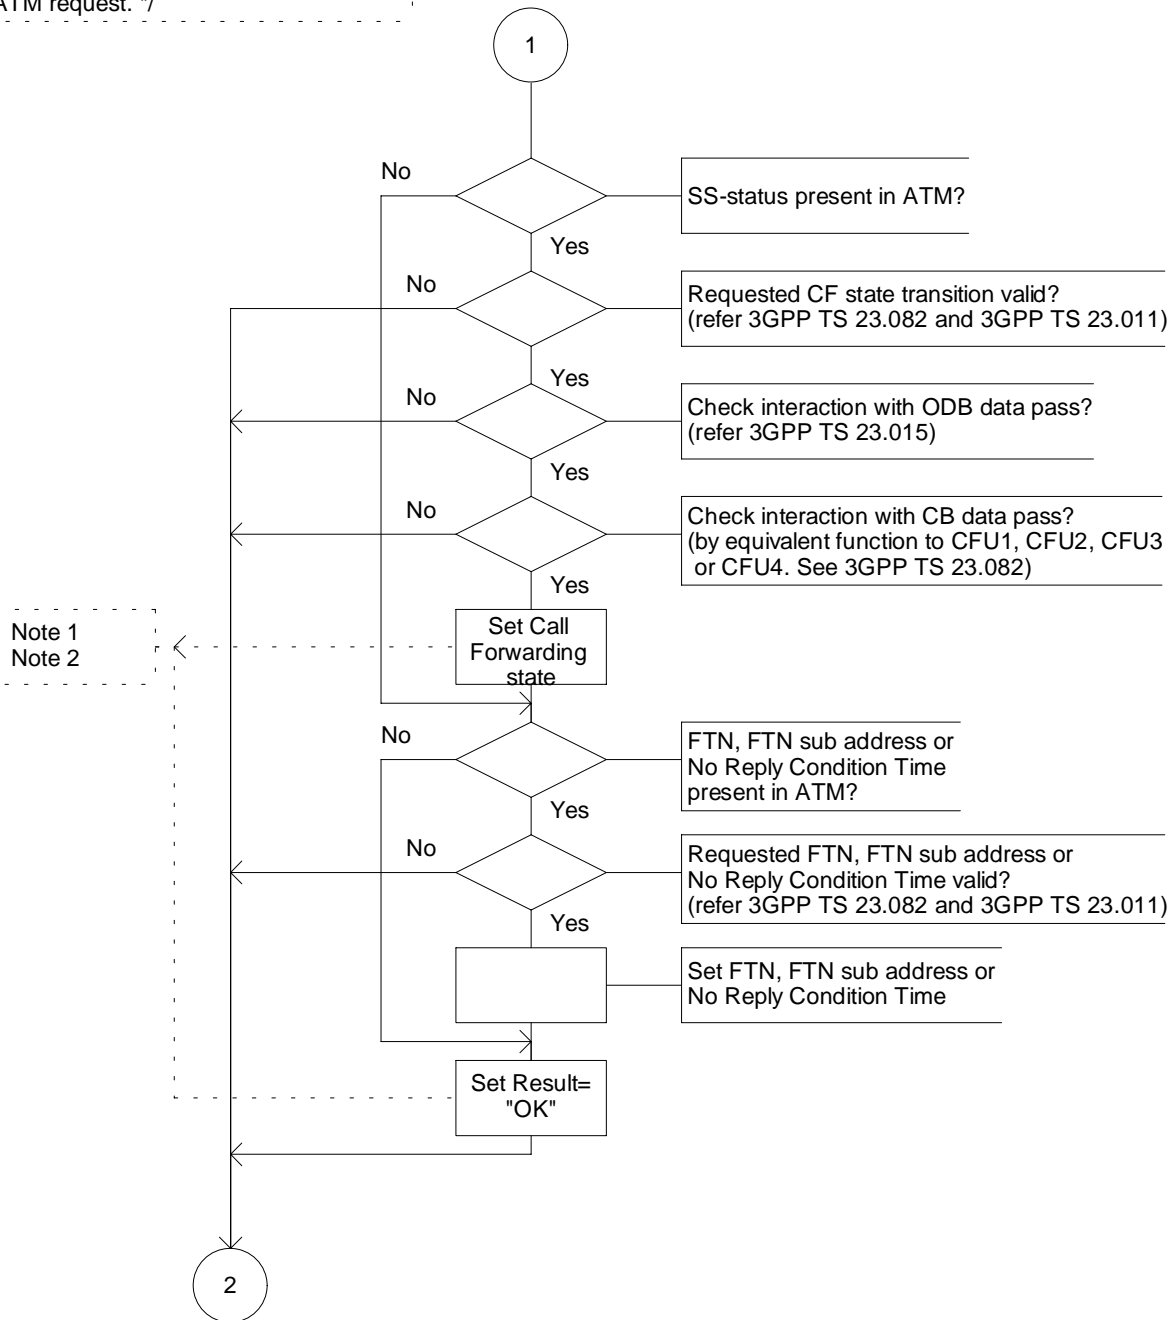 ATM request. */
1
No
SS-status present in ATM?
Yes
No
Requested CF state transition valid?
(refer 3GPP TS 23.082 and 3GPP TS 23.011)
Yes
No
Check interaction with ODB data pass?
(refer 3GPP TS 23.015)
Yes
No
Check interaction with CB data pass?
(by equivalent function to CFU1, CFU2, CFU3
or CFU4. See 3GPP TS 23.082)
Yes
Note 1
Note 2
Set Call
Forwarding
state
No
FTN, FTN sub address or
No Reply Condition Time
present in ATM?
Yes
No
Requested FTN, FTN sub address or
No Reply Condition Time valid?
(refer 3GPP TS 23.082 and 3GPP TS 23.011)
Yes
Set FTN, FTN sub address or
No Reply Condition Time
Set Result=
"OK"
2